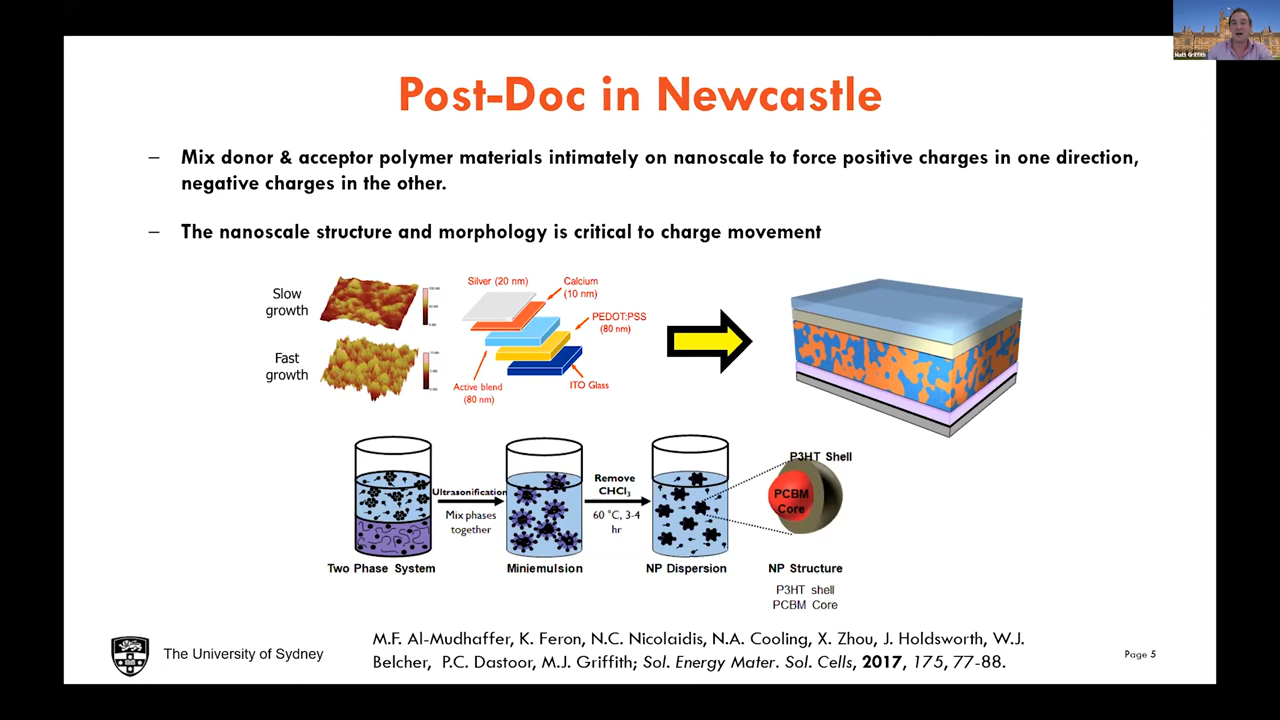 Matt Griffith
Post-Doc in Newcastle
– Mix donor & acceptor polymer materials intimately on nanoscale to force positive charges in one direction,
negative charges in the other.
– The nanoscale structure and morphology is critical to charge movement
Slow
growth
Fast
growth
Silver (20 nm)
Calcium
(10 nm)
PEDOT:PSS
(80 nm)
Active blend
(80 nm)
ITO Glass
Ultrasonification
Mix phases
together
Remove
CHCl3
60 °C, 3-4
hr
P3HT Shell
PCBM
Core
Two Phase System
Miniemulsion
NP Dispersion
NP Structure
P3HT shell
PCBM Core
The University of Sydney
M.F. Al-Mudhaffer, K. Feron, N.C. Nicolaidis, N.A. Cooling, X. Zhou, J. Holdsworth, W.J.
Belcher, P.C. Dastoor, M.J. Griffith; Sol. Energy Mater. Sol. Cells, 2017, 175, 77-88.
Page 5